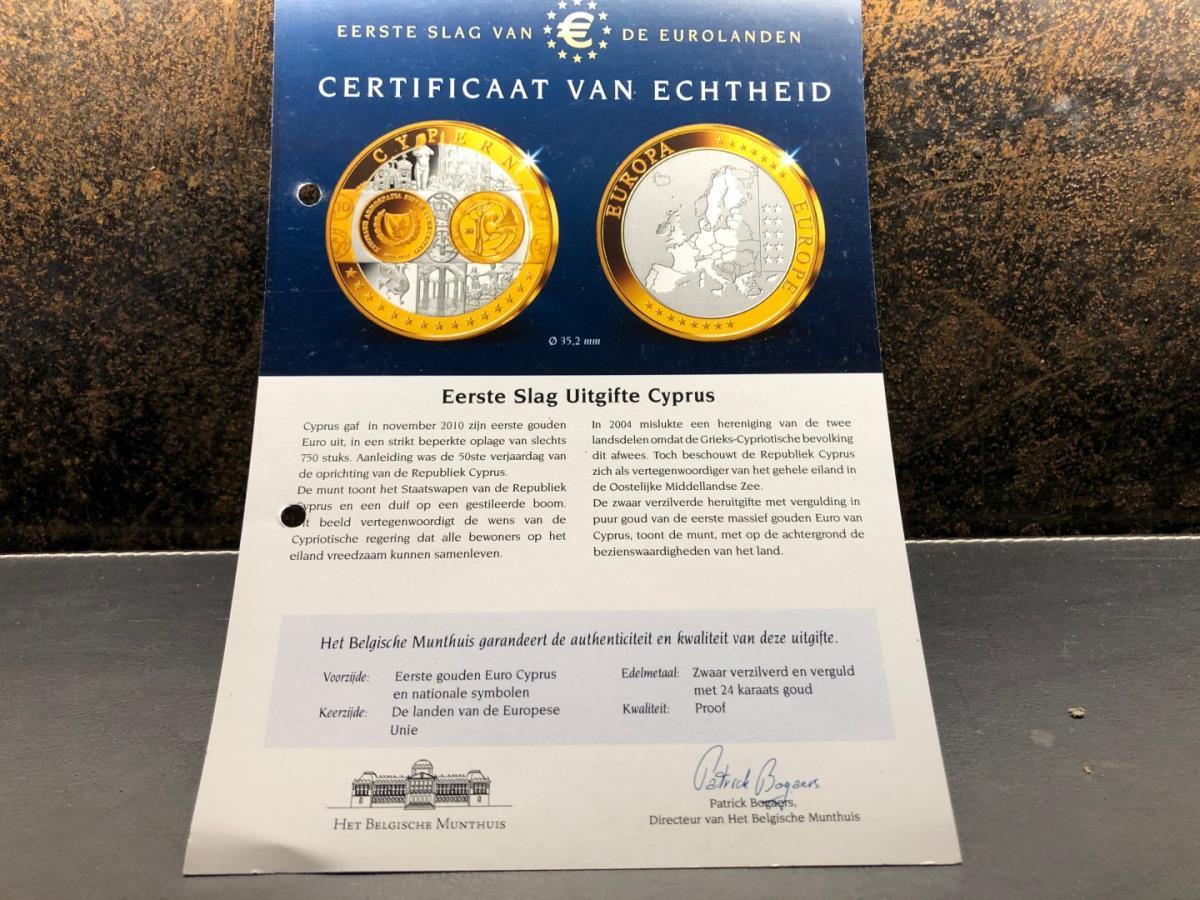 EERSTE SLAG VAN € DE EUROLANDEN
CERTIFICAAT VAN ECHTHEID
CYPERN
EUROPA
EUROPE
Ø 35,2 mm
Eerste Slag Uitgifte Cyprus
Cyprus gaf in november 2010 zijn eerste gouden
Euro uit, in een strikt beperkte oplage van slechts
750 stuks. Aanleiding was de 50ste verjaardag van
de oprichting van de Republiek Cyprus.
De munt toont het Staatswapen van de Republiek
yprus en een duif op een gestileerde boom.
it beeld vertegenwoordigt de wens van de
Cypriotische regering dat alle bewoners op het
eiland vreedzaam kunnen samenleven.
In 2004 mislukte een hereniging van de twee
landsdelen omdat de Grieks-Cypriotische bevolking
dit afwees. Toch beschouwt de Republiek Cyprus
zich als vertegenwoordiger van het gehele eiland in
de Oostelijke Middellandse Zee.
De zwaar verzilverde heruitgifte met verguldung in
puur goud van de eerste massief gouden Euro van
Cyprus, toont de munt, met op de achtergrond de
bezienswaardigheden van het land.
Het Belgische Munthuis garandeert de authenticiteit en kwaliteit van deze uitgifte.
Voorzijde: Eerste gouden Euro Cyprus
en nationale symbolen
Keerzijde: De landen van de Europese
Unie
Edelmetaal: Zwaar verzilverd en verguld
met 24 karaats goud
Kwaliteit: Proof
HET BELGISCHE MUNTHUIS
Patrick Bogaers
Patrick Bogaers,
Directeur van Het Belgische Munthuis